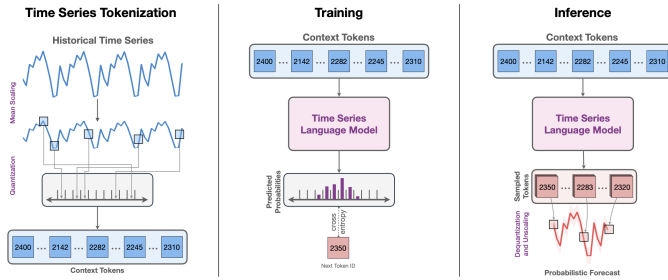 Time Series Tokenization
Historical Time Series
Mean Scaling
Quantization
2400 ... 2142 ... 2282 ... 2245 ... 2310
Context Tokens
Training
Context Tokens
2400 ... 2142 ... 2282 ... 2245 ... 2310
Time Series
Language Model
Predicted
Probabilities
cross
entropy
2350
Next Token ID
Inference
Context Tokens
2400 ... 2142 ... 2282 ... 2245 ... 2310
Time Series
Language Model
Sampled
Tokens
2350 ... 2283 ... 2320
Dequantization
and Unscaling
Probabilistic Forecast